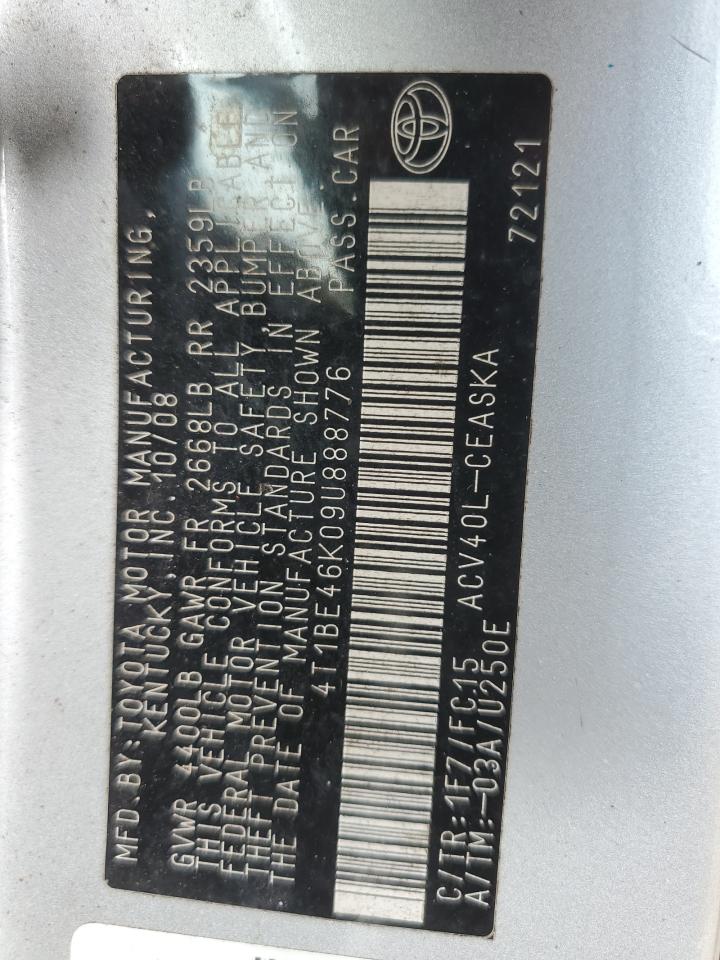 MFD.BY:TOYOTA MOTOR MANUFACTURING,
KENTUCKY,INC.10/08
GVWR 4400LB GAWR FR 2668LB RR 2359LB
THIS VEHICLE CONFORMS TO ALL APPLICABLE
FEDERAL MOTOR VEHICLE SAFETY,BUMPER AND
THEFT PREVENTION STANDARDS IN EFFECT ON
THE DATE OF MANUFACTURE SHOWN ABOVE.
4T1BE46K09U888776 PASS.CAR
C/TR:1F7/FC15 ACV40L-CEASKA
A/TM:-03A/U250E 72121